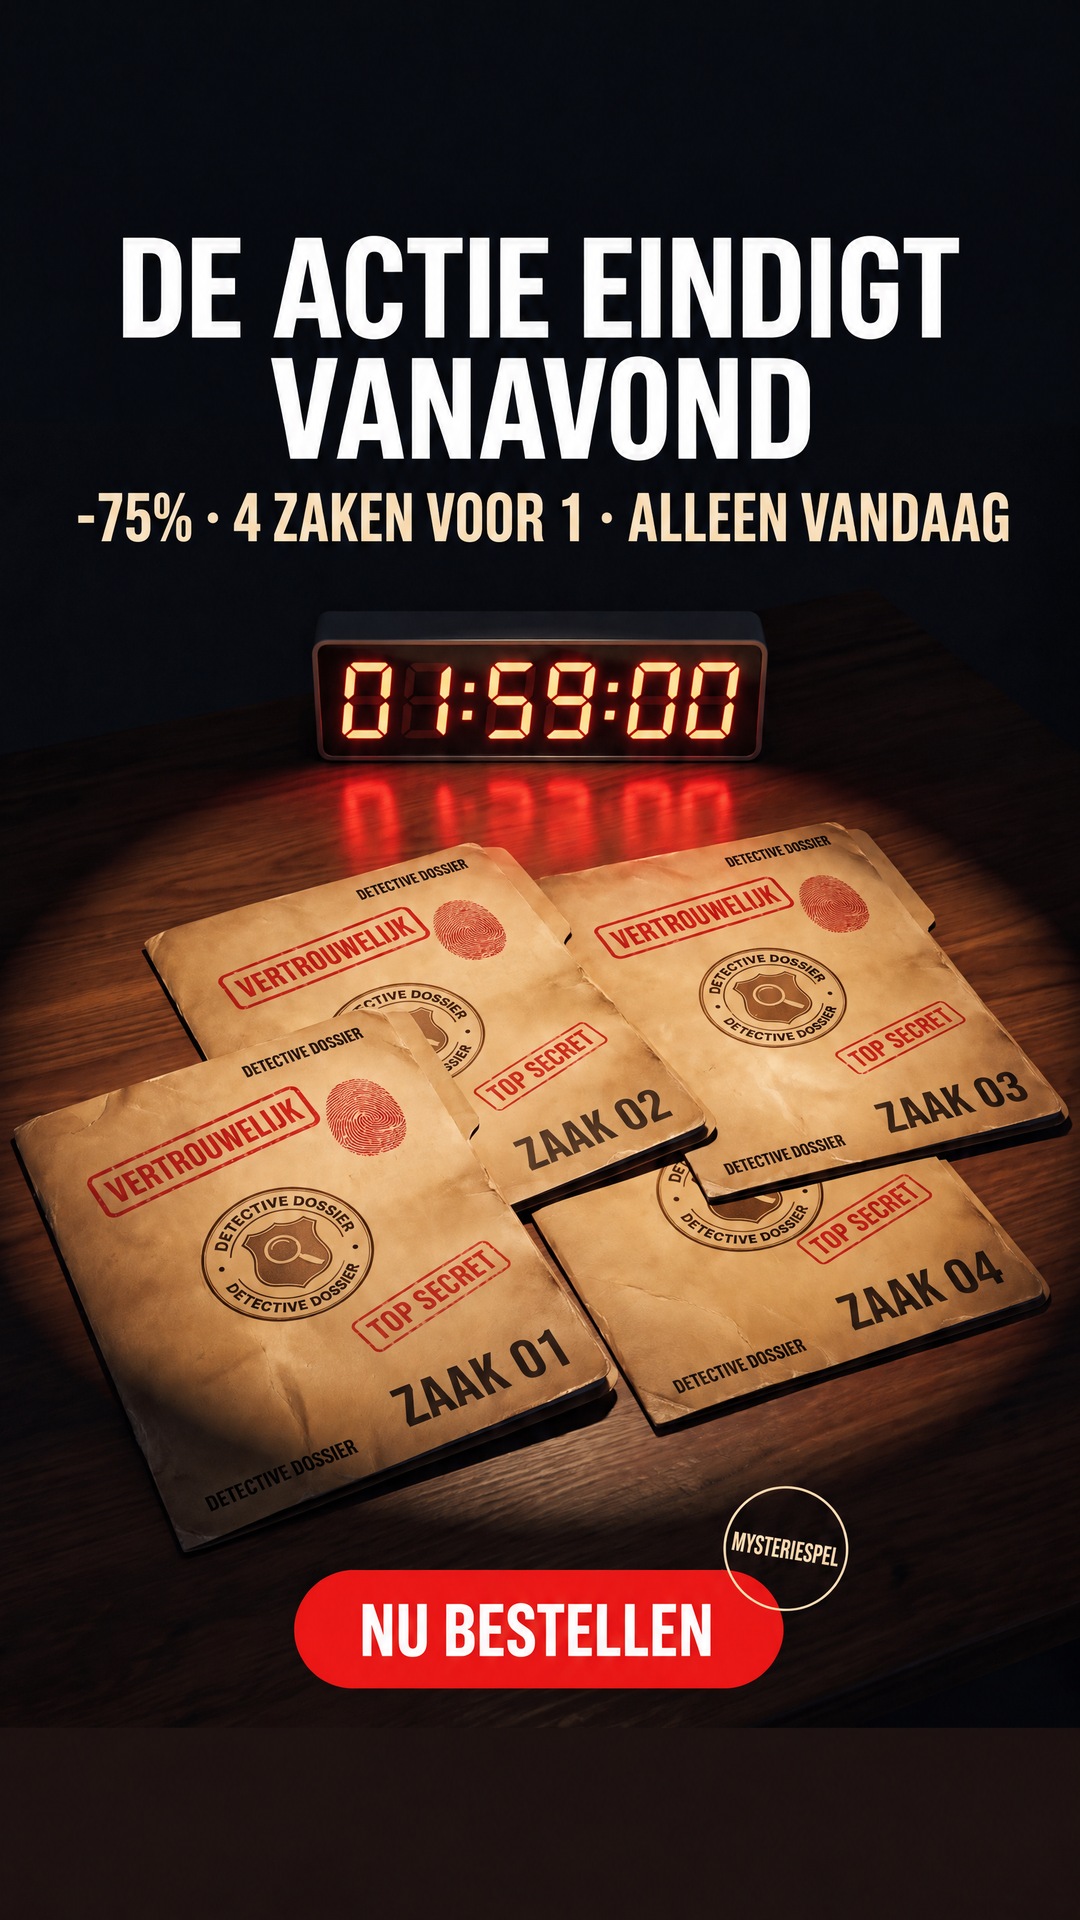 DE ACTIE EINDIGT
VANAVOND
-75% · 4 ZAKEN VOOR 1 · ALLEEN VANDAAG
01:59:00
DETECTIVE DOSSIER
VERTROUWELIJK
DETECTIVE DOSSIER
TOP SECRET
ZAAK 02
DETECTIVE DOSSIER
VERTROUWELIJK
DETECTIVE DOSSIER
DETECTIVE DOSSIER
TOP SECRET
ZAAK 03
DETECTIVE DOSSIER
DETECTIVE DOSSIER
VERTROUWELIJK
DETECTIVE DOSSIER
DETECTIVE DOSSIER
TOP SECRET
ZAAK 01
DETECTIVE DOSSIER
DETECTIVE DOSSIER
TOP SECRET
ZAAK 04
DETECTIVE DOSSIER
MYSTERIESPEL
NU BESTELLEN